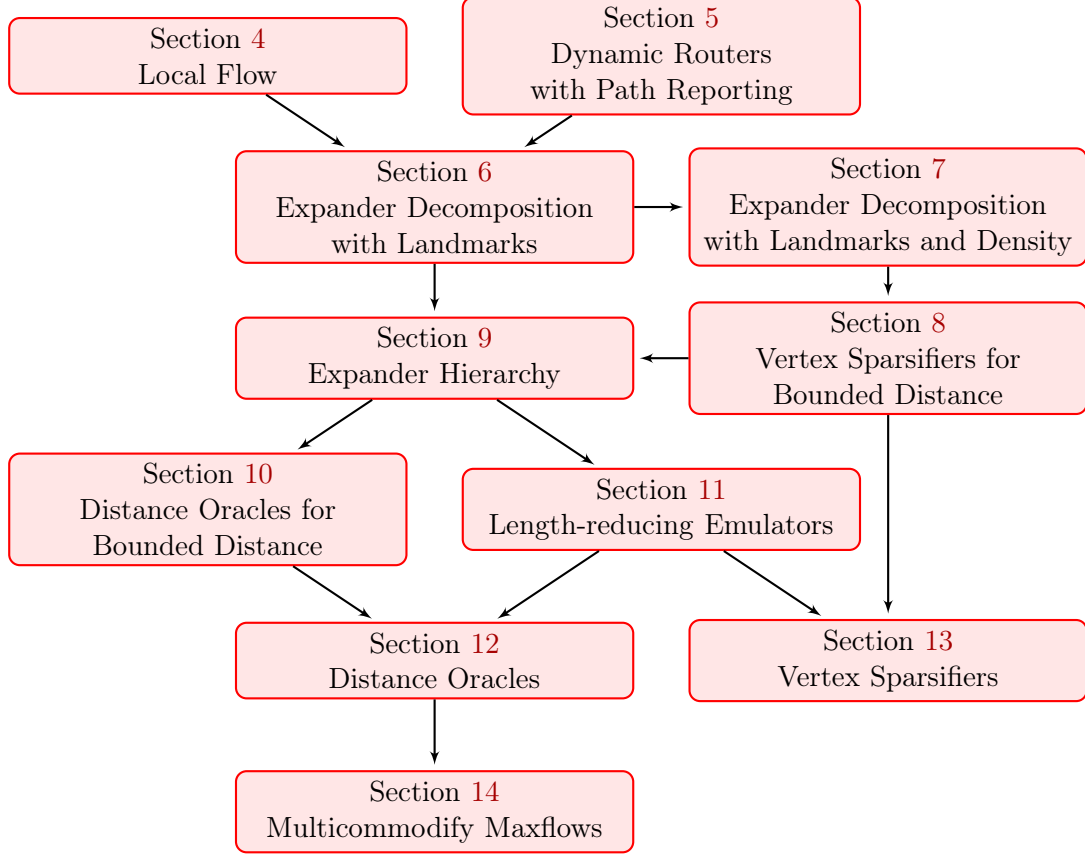 Section 4
Local Flow
Section 5
Dynamic Routers
with Path Reporting
Section 6
Expander Decomposition
with Landmarks
Section 7
Expander Decomposition
with Landmarks and Density
Section 9
Expander Hierarchy
Section 8
Vertex Sparsifiers for
Bounded Distance
Section 10
Distance Oracles for
Bounded Distance
Section 11
Length-reducing Emulators
Section 12
Distance Oracles
Section 13
Vertex Sparsifiers
Section 14
Multicommodify Maxflows